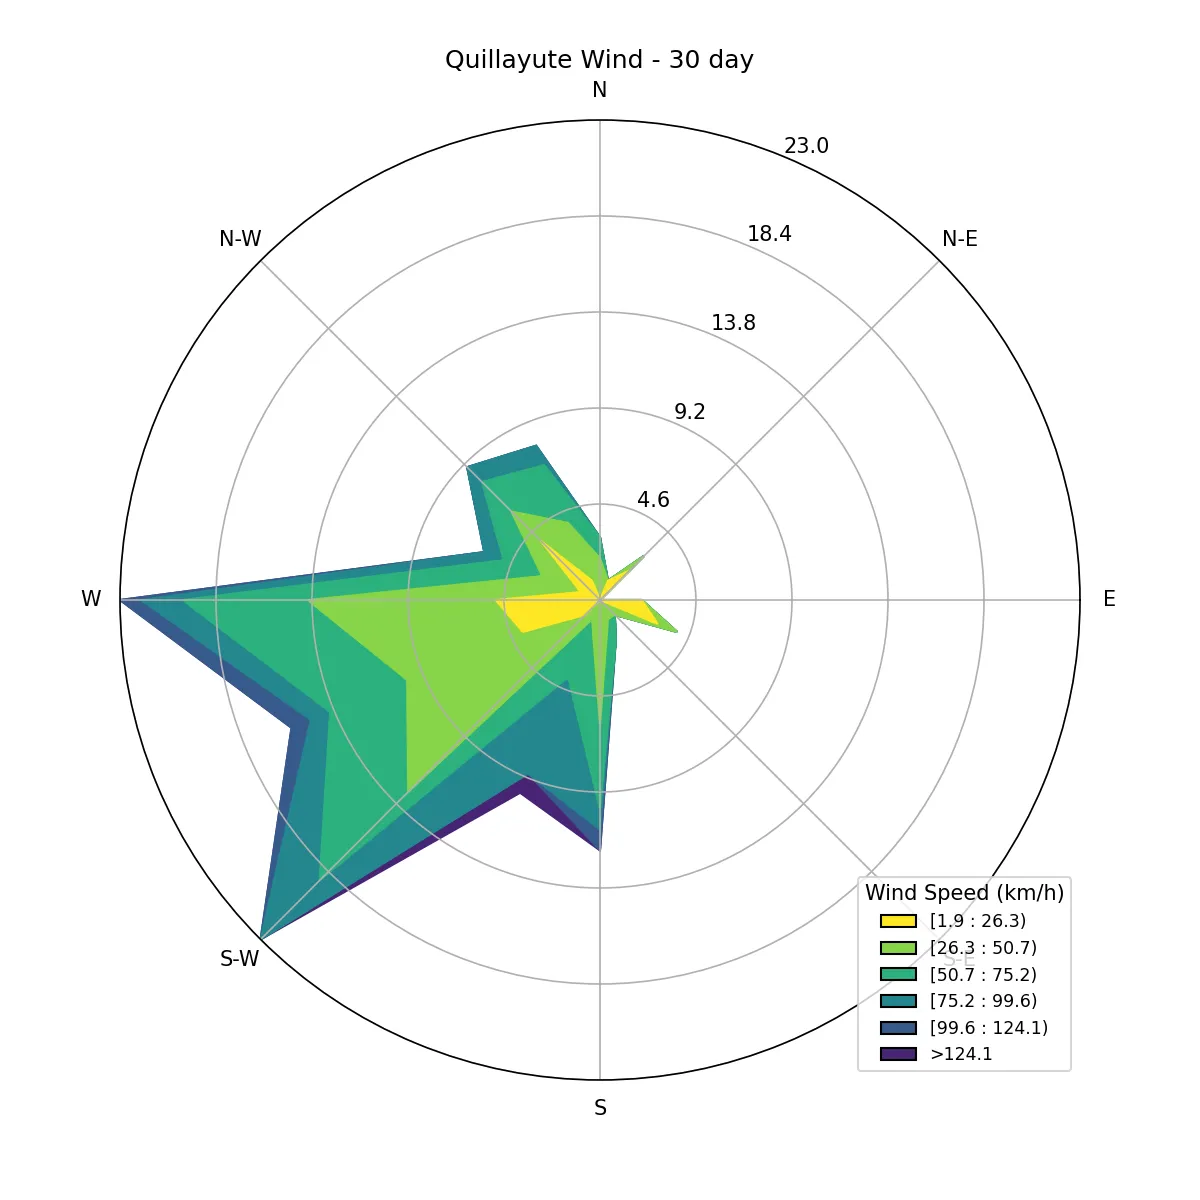 Quillayute Wind - 30 day
N
23.0
N-W
N-E
18.4
13.8
9.2
4.6
W
E
S-W
S-E
S
Wind Speed (km/h)
[1.9 : 26.3)
[26.3 : 50.7)
[50.7 : 75.2)
[75.2 : 99.6)
[99.6 : 124.1)
>124.1